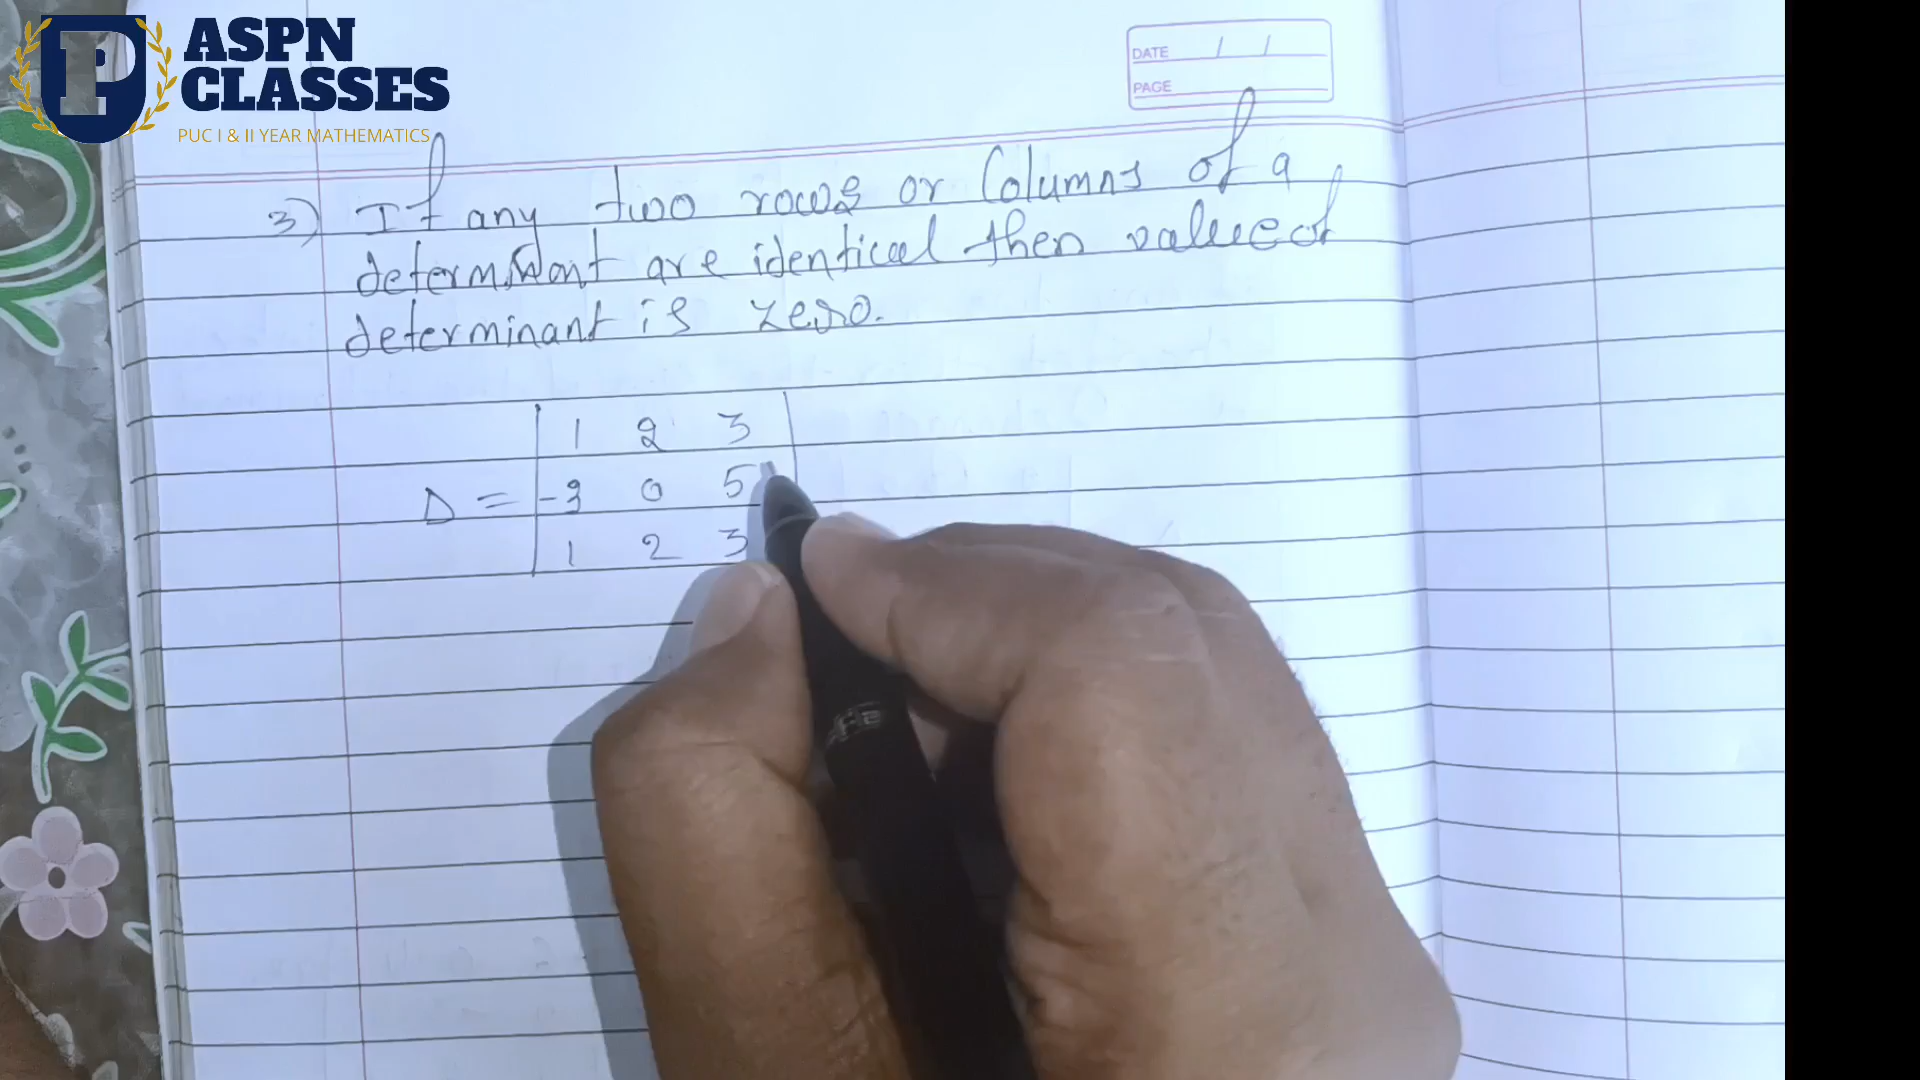 ASPN
CLASSES
PUC I & II YEAR MATHEMATICS
DATE / /
PAGE
3) If any two rows or Columns of a
determinant are identical then value of
determinant is zero.
1 2 3
Δ = -3 0 5
1 2 3